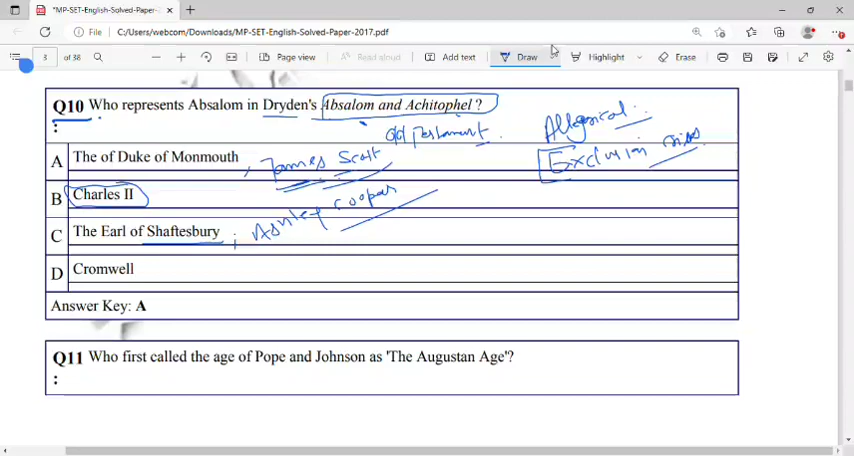 *MP-SET-English-Solved-Paper-2
File C:/Users/webcom/Downloads/MP-SET-English-Solved-Paper-2017.pdf
3 of 38 Page view Read aloud Add text Draw Highlight Erase
Q10 Who represents Absalom in Dryden's Absalom and Achitophel ?
:
Old Testament. Allegorical
A The of Duke of Monmouth , James Scott Exclusion crisis
B Charles II
C The Earl of Shaftesbury ; Ashley Cooper
D Cromwell
Answer Key: A
Q11 Who first called the age of Pope and Johnson as 'The Augustan Age'?
: